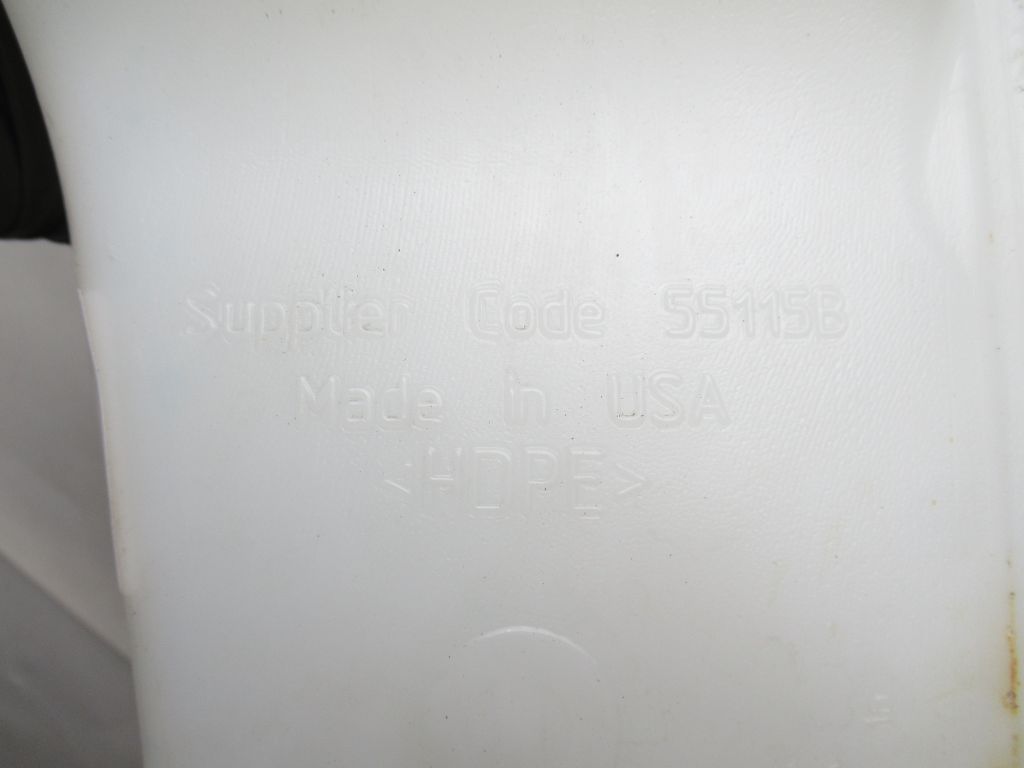 Supplier Code 55115B
Made in USA
<HDPE>